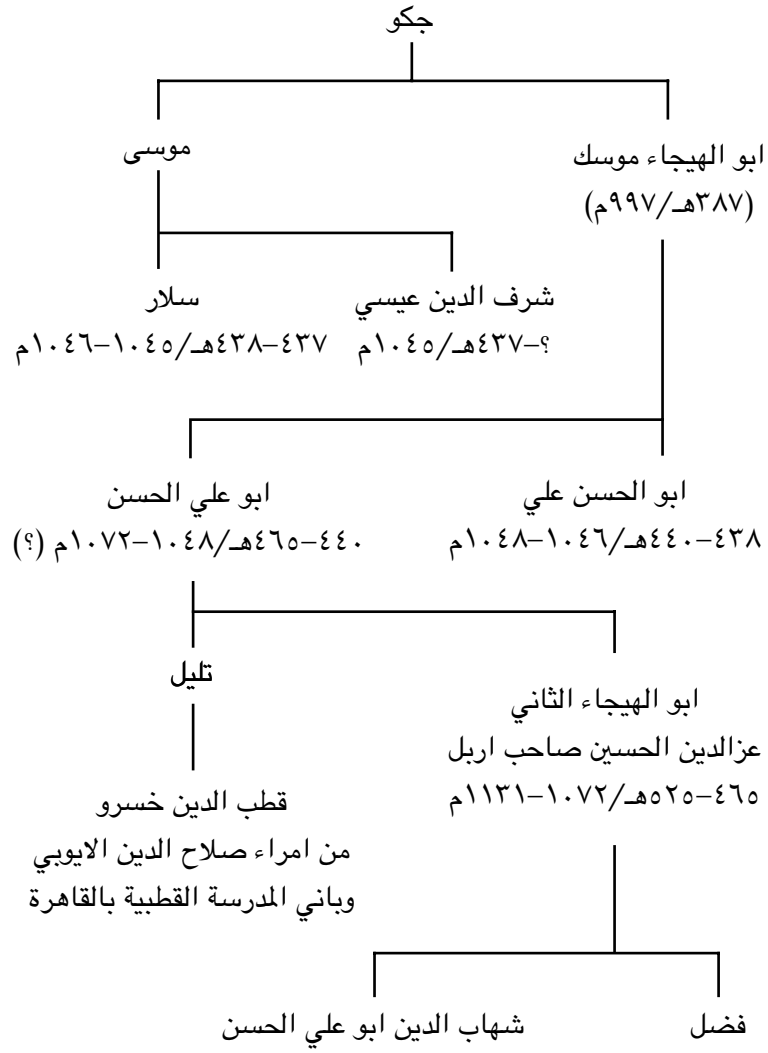 جكو
ابو الهيجاء موسك
(٣٨٧هـ/٩٩٧م)
موسى
شرف الدين عيسي
؟–٤٣٧هـ/١٠٤٥م
سلار
٤٣٧–٤٣٨هـ/١٠٤٥–١٠٤٦م
ابو الحسن علي
٤٣٨–٤٤٠هـ/١٠٤٦–١٠٤٨م
ابو علي الحسن
٤٤٠–٤٦٥هـ/١٠٤٨–١٠٧٢م (؟)
ابو الهيجاء الثاني
عزالدين الحسين صاحب اربل
٤٦٥–٥٢٥هـ/١٠٧٢–١١٣١م
تليل
قطب الدين خسرو
من امراء صلاح الدين الايوبي
وباني المدرسة القطبية بالقاهرة
فضل
شهاب الدين ابو علي الحسن